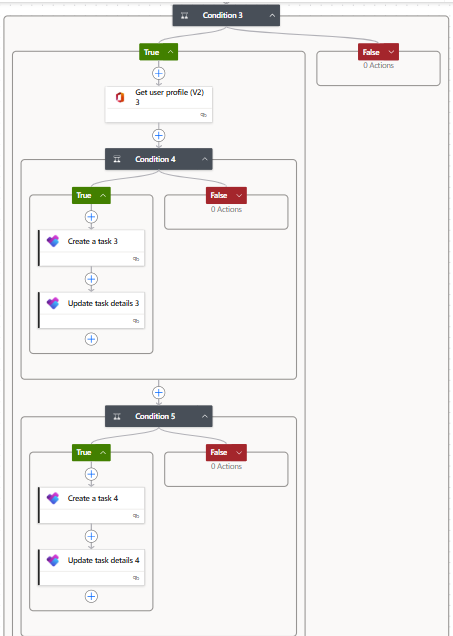 Condition 3
True
False
0 Actions
Get user profile (V2)
3
Condition 4
True
False
0 Actions
Create a task 3
Update task details 3
Condition 5
True
False
0 Actions
Create a task 4
Update task details 4